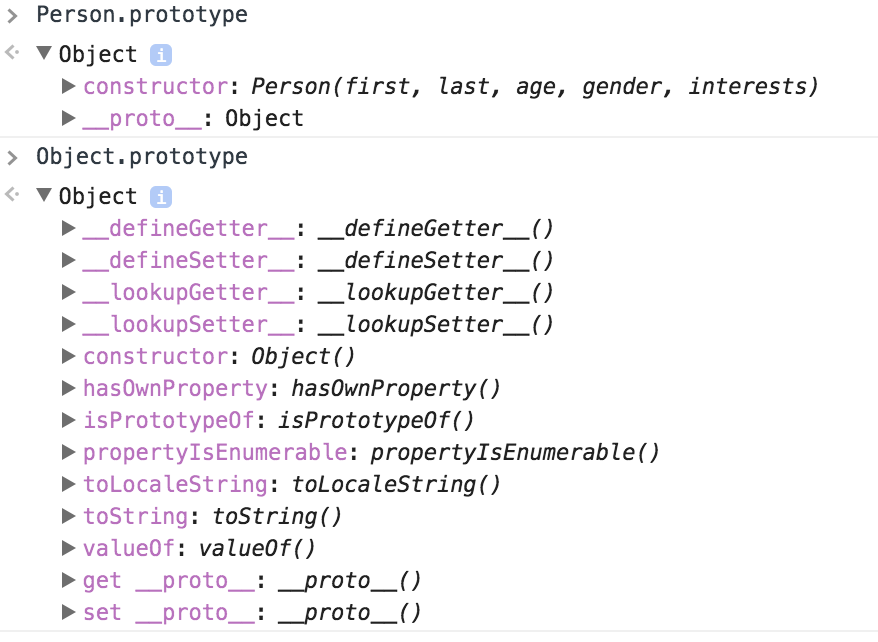 Person.prototype
Object i
constructor: Person(first, last, age, gender, interests)
__proto__: Object
Object.prototype
Object i
__defineGetter__: __defineGetter__()
__defineSetter__: __defineSetter__()
__lookupGetter__: __lookupGetter__()
__lookupSetter__: __lookupSetter__()
constructor: Object()
hasOwnProperty: hasOwnProperty()
isPrototypeOf: isPrototypeOf()
propertyIsEnumerable: propertyIsEnumerable()
toLocaleString: toLocaleString()
toString: toString()
valueOf: valueOf()
get __proto__: __proto__()
set __proto__: __proto__()